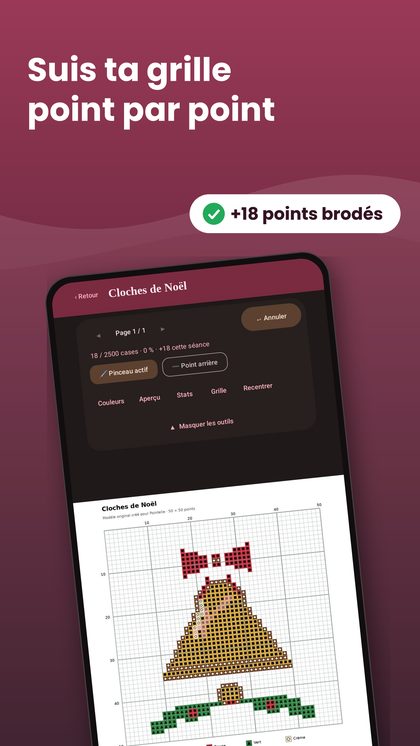 Suis ta grille
point par point
+18 points brodés
‹ Retour Cloches de Noël
◄ Page 1 / 1 ►
↩ Annuler
18 / 2500 cases · 0 % · +18 cette séance
🖌️ Pinceau actif — Point arrière
Couleurs Aperçu Stats Grille Recentrer
▲ Masquer les outils
Cloches de Noël
10 20 30 40 50
10
20
30
40
Vert Crème